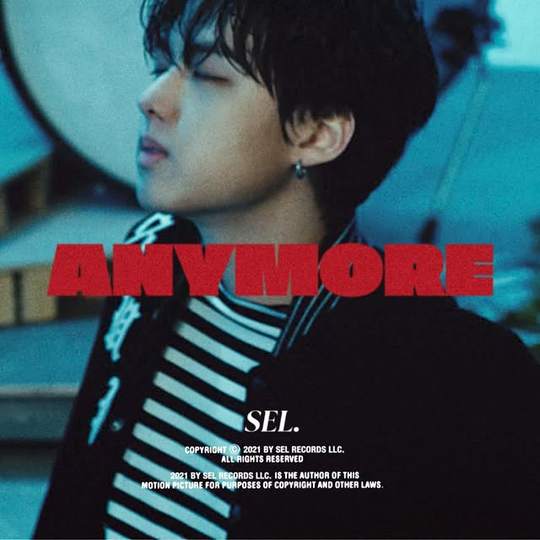 ANYMORE
SEL.
COPYRIGHT Ⓒ 2021 BY SEL RECORDS LLC.
ALL RIGHTS RESERVED
2021 BY SEL RECORDS LLC. IS THE AUTHOR OF THIS
MOTION PICTURE FOR PURPOSES OF COPYRIGHT AND OTHER LAWS.